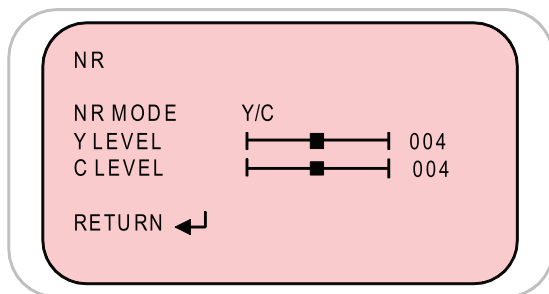 NR
NR MODE Y/C
Y LEVEL 004
C LEVEL 004
RETURN